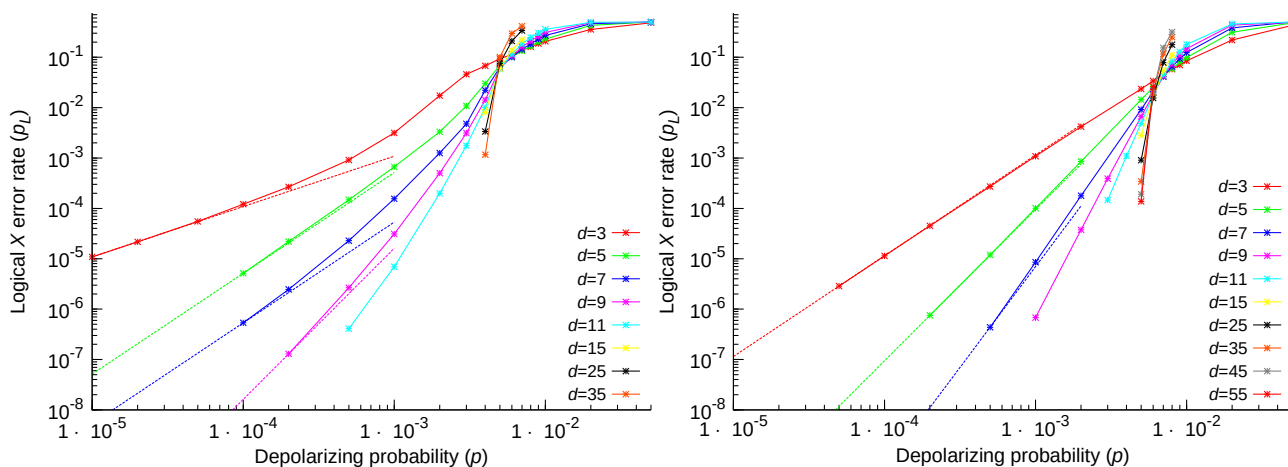 10⁻¹
10⁻²
10⁻³
10⁻⁴
10⁻⁵
10⁻⁶
10⁻⁷
10⁻⁸
Logical X error rate (p_L)
1 · 10⁻⁵
1 · 10⁻⁴
1 · 10⁻³
1 · 10⁻²
Depolarizing probability (p)
d=3
d=5
d=7
d=9
d=11
d=15
d=25
d=35
10⁻¹
10⁻²
10⁻³
10⁻⁴
10⁻⁵
10⁻⁶
10⁻⁷
10⁻⁸
Logical X error rate (p_L)
1 · 10⁻⁵
1 · 10⁻⁴
1 · 10⁻³
1 · 10⁻²
Depolarizing probability (p)
d=3
d=5
d=7
d=9
d=11
d=15
d=25
d=35
d=45
d=55